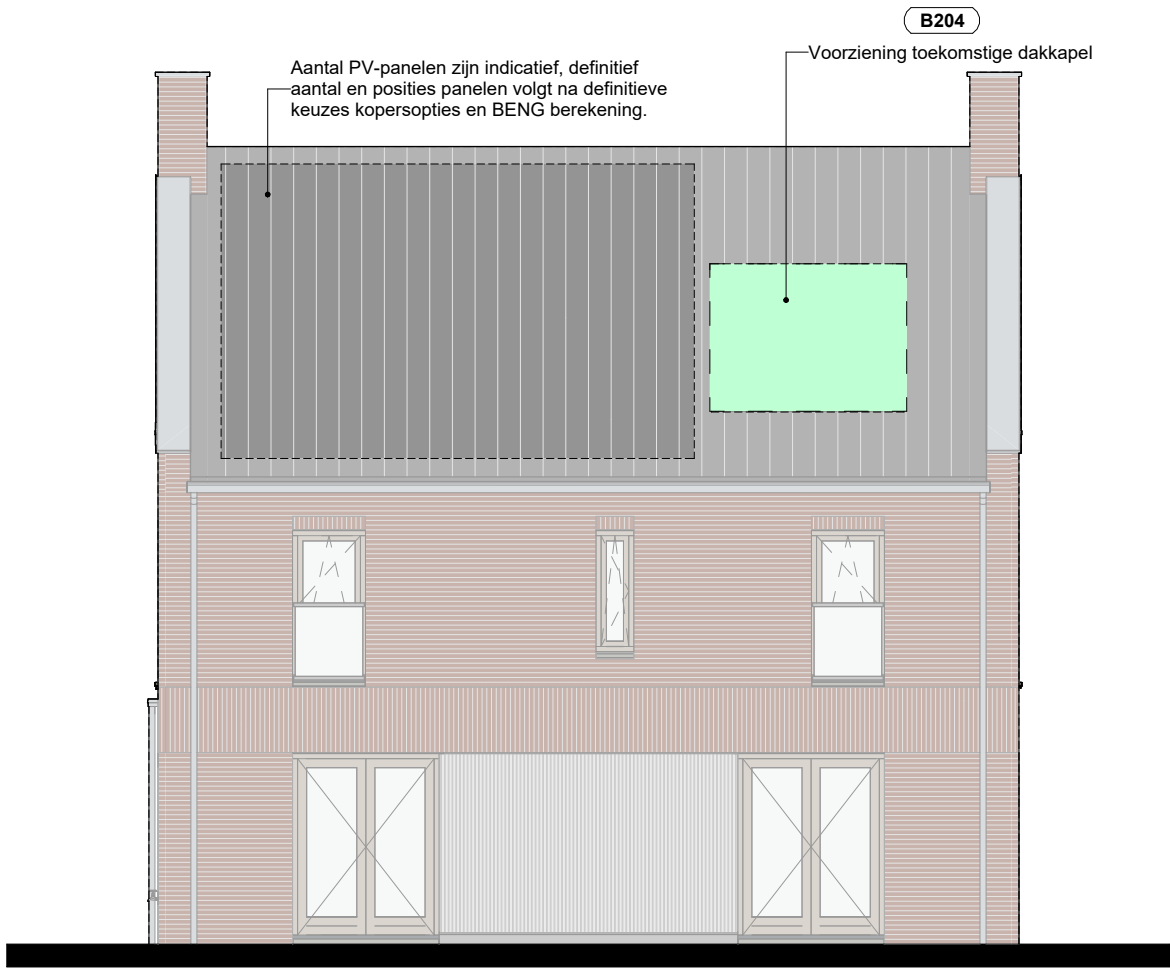 B204
Voorziening toekomstige dakkapel
Aantal PV-panelen zijn indicatief, definitief
aantal en posities panelen volgt na definitieve
keuzes kopersopties en BENG berekening.